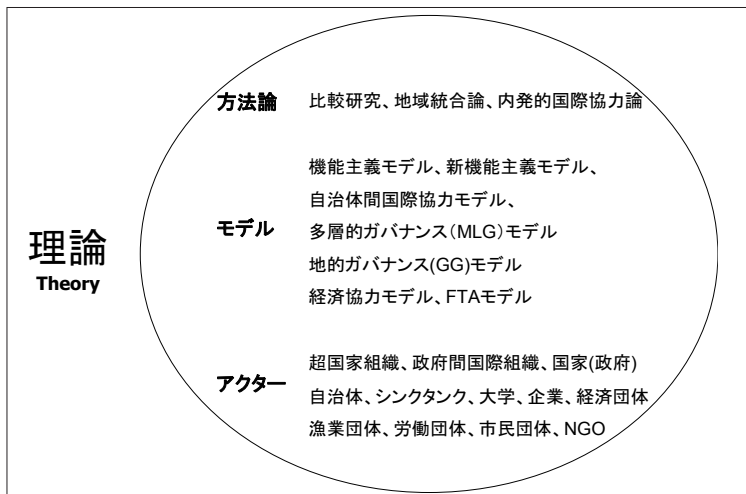 方法論 比較研究、地域統合論、内発的国際協力論
機能主義モデル、新機能主義モデル、
自治体間国際協力モデル、
モデル 多層的ガバナンス(MLG)モデル
地的ガバナンス(GG)モデル
経済協力モデル、FTAモデル
理論
Theory
超国家組織、政府間国際組織、国家(政府)
アクター 自治体、シンクタンク、大学、企業、経済団体
漁業団体、労働団体、市民団体、NGO